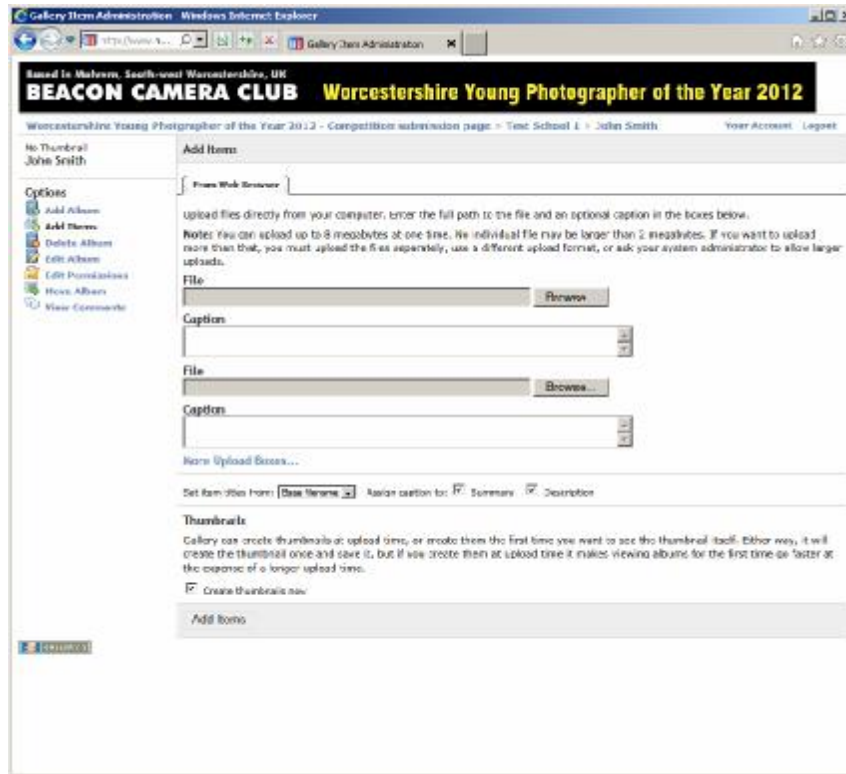 Gallery Item Administration Windows Internet Explorer
Gallery Item Administration
Based in Malvern, South-west Worcestershire, UK
BEACON CAMERA CLUB Worcestershire Young Photographer of the Year 2012
Worcestershire Young Photgrapher of the Year 2012 - Competition submission page > Test School 1 > John Smith Your Account Logout
No Thumbnail
John Smith
Add Items
From Web Browser
Options
Add Album
Add Items
Delete Album
Edit Album
Edit Permissions
Move Album
View Comments
Upload files directly from your computer. Enter the full path to the file and an optional caption in the boxes below.
Note: You can upload up to 8 megabytes at one time. No individual file may be larger than 2 megabytes. If you want to upload
more than that, you must upload the files separately, use a different upload format, or ask your system administrator to allow larger
uploads.
File
Browse...
Caption
File
Browse...
Caption
More Upload Boxes...
Set item titles from: Base filename Assign caption to: Summary Description
Thumbnails
Gallery can create thumbnails at upload time, or create them the first time you want to see the thumbnail itself. Either way, it will
create the thumbnail once and save it, but if you create them at upload time it makes viewing albums for the first time go faster at
the expense of a longer upload time.
Create thumbnails now
Add Items